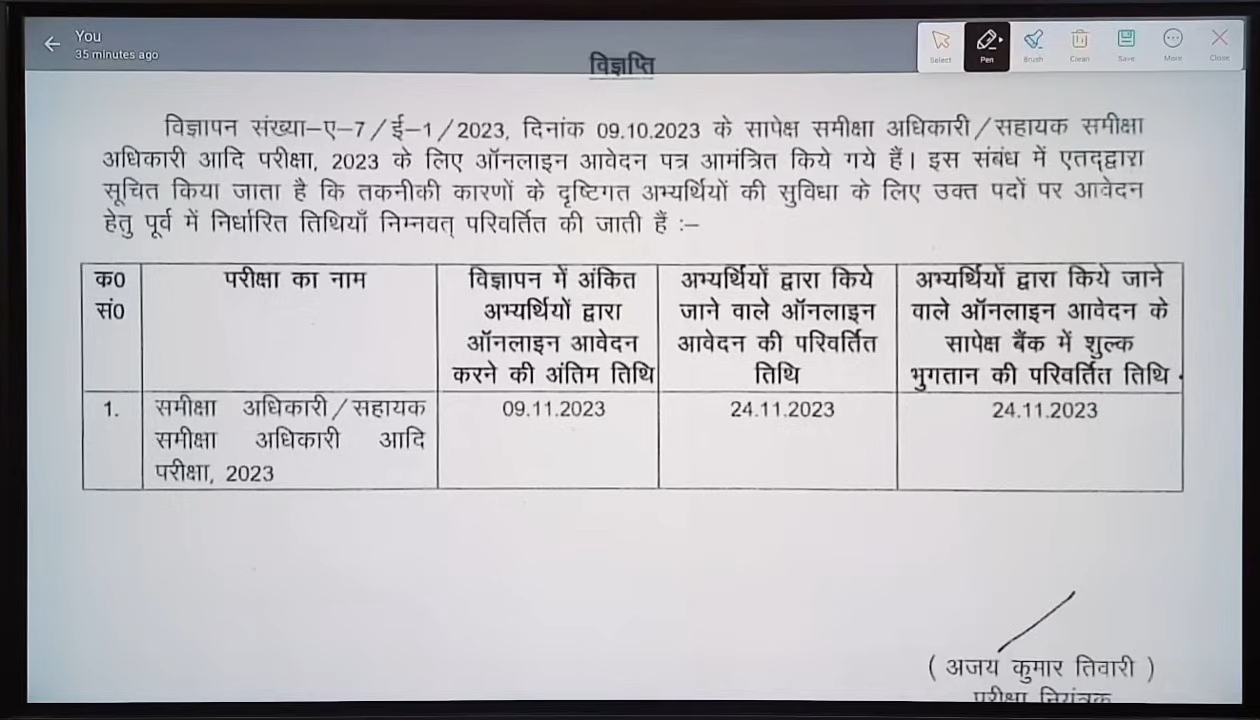 You
35 minutes ago
Select
Pen
Brush
Clean
Save
More
Close
विज्ञप्ति
विज्ञापन संख्या–ए–7/ई–1/2023, दिनांक 09.10.2023 के सापेक्ष समीक्षा अधिकारी/सहायक समीक्षा
अधिकारी आदि परीक्षा, 2023 के लिए ऑनलाइन आवेदन पत्र आमंत्रित किये गये हैं। इस संबंध में एतद्द्वारा
सूचित किया जाता है कि तकनीकी कारणों के दृष्टिगत अभ्यर्थियों की सुविधा के लिए उक्त पदों पर आवेदन
हेतु पूर्व में निर्धारित तिथियाँ निम्नवत् परिवर्तित की जाती हैं :–
क0
सं0
परीक्षा का नाम
विज्ञापन में अंकित
अभ्यर्थियों द्वारा
ऑनलाइन आवेदन
करने की अंतिम तिथि
अभ्यर्थियों द्वारा किये
जाने वाले ऑनलाइन
आवेदन की परिवर्तित
तिथि
अभ्यर्थियों द्वारा किये जाने
वाले ऑनलाइन आवेदन के
सापेक्ष बैंक में शुल्क
भुगतान की परिवर्तित तिथि
1.
समीक्षा अधिकारी/सहायक
समीक्षा अधिकारी आदि
परीक्षा, 2023
09.11.2023
24.11.2023
24.11.2023
( अजय कुमार तिवारी )
परीक्षा नियंत्रक